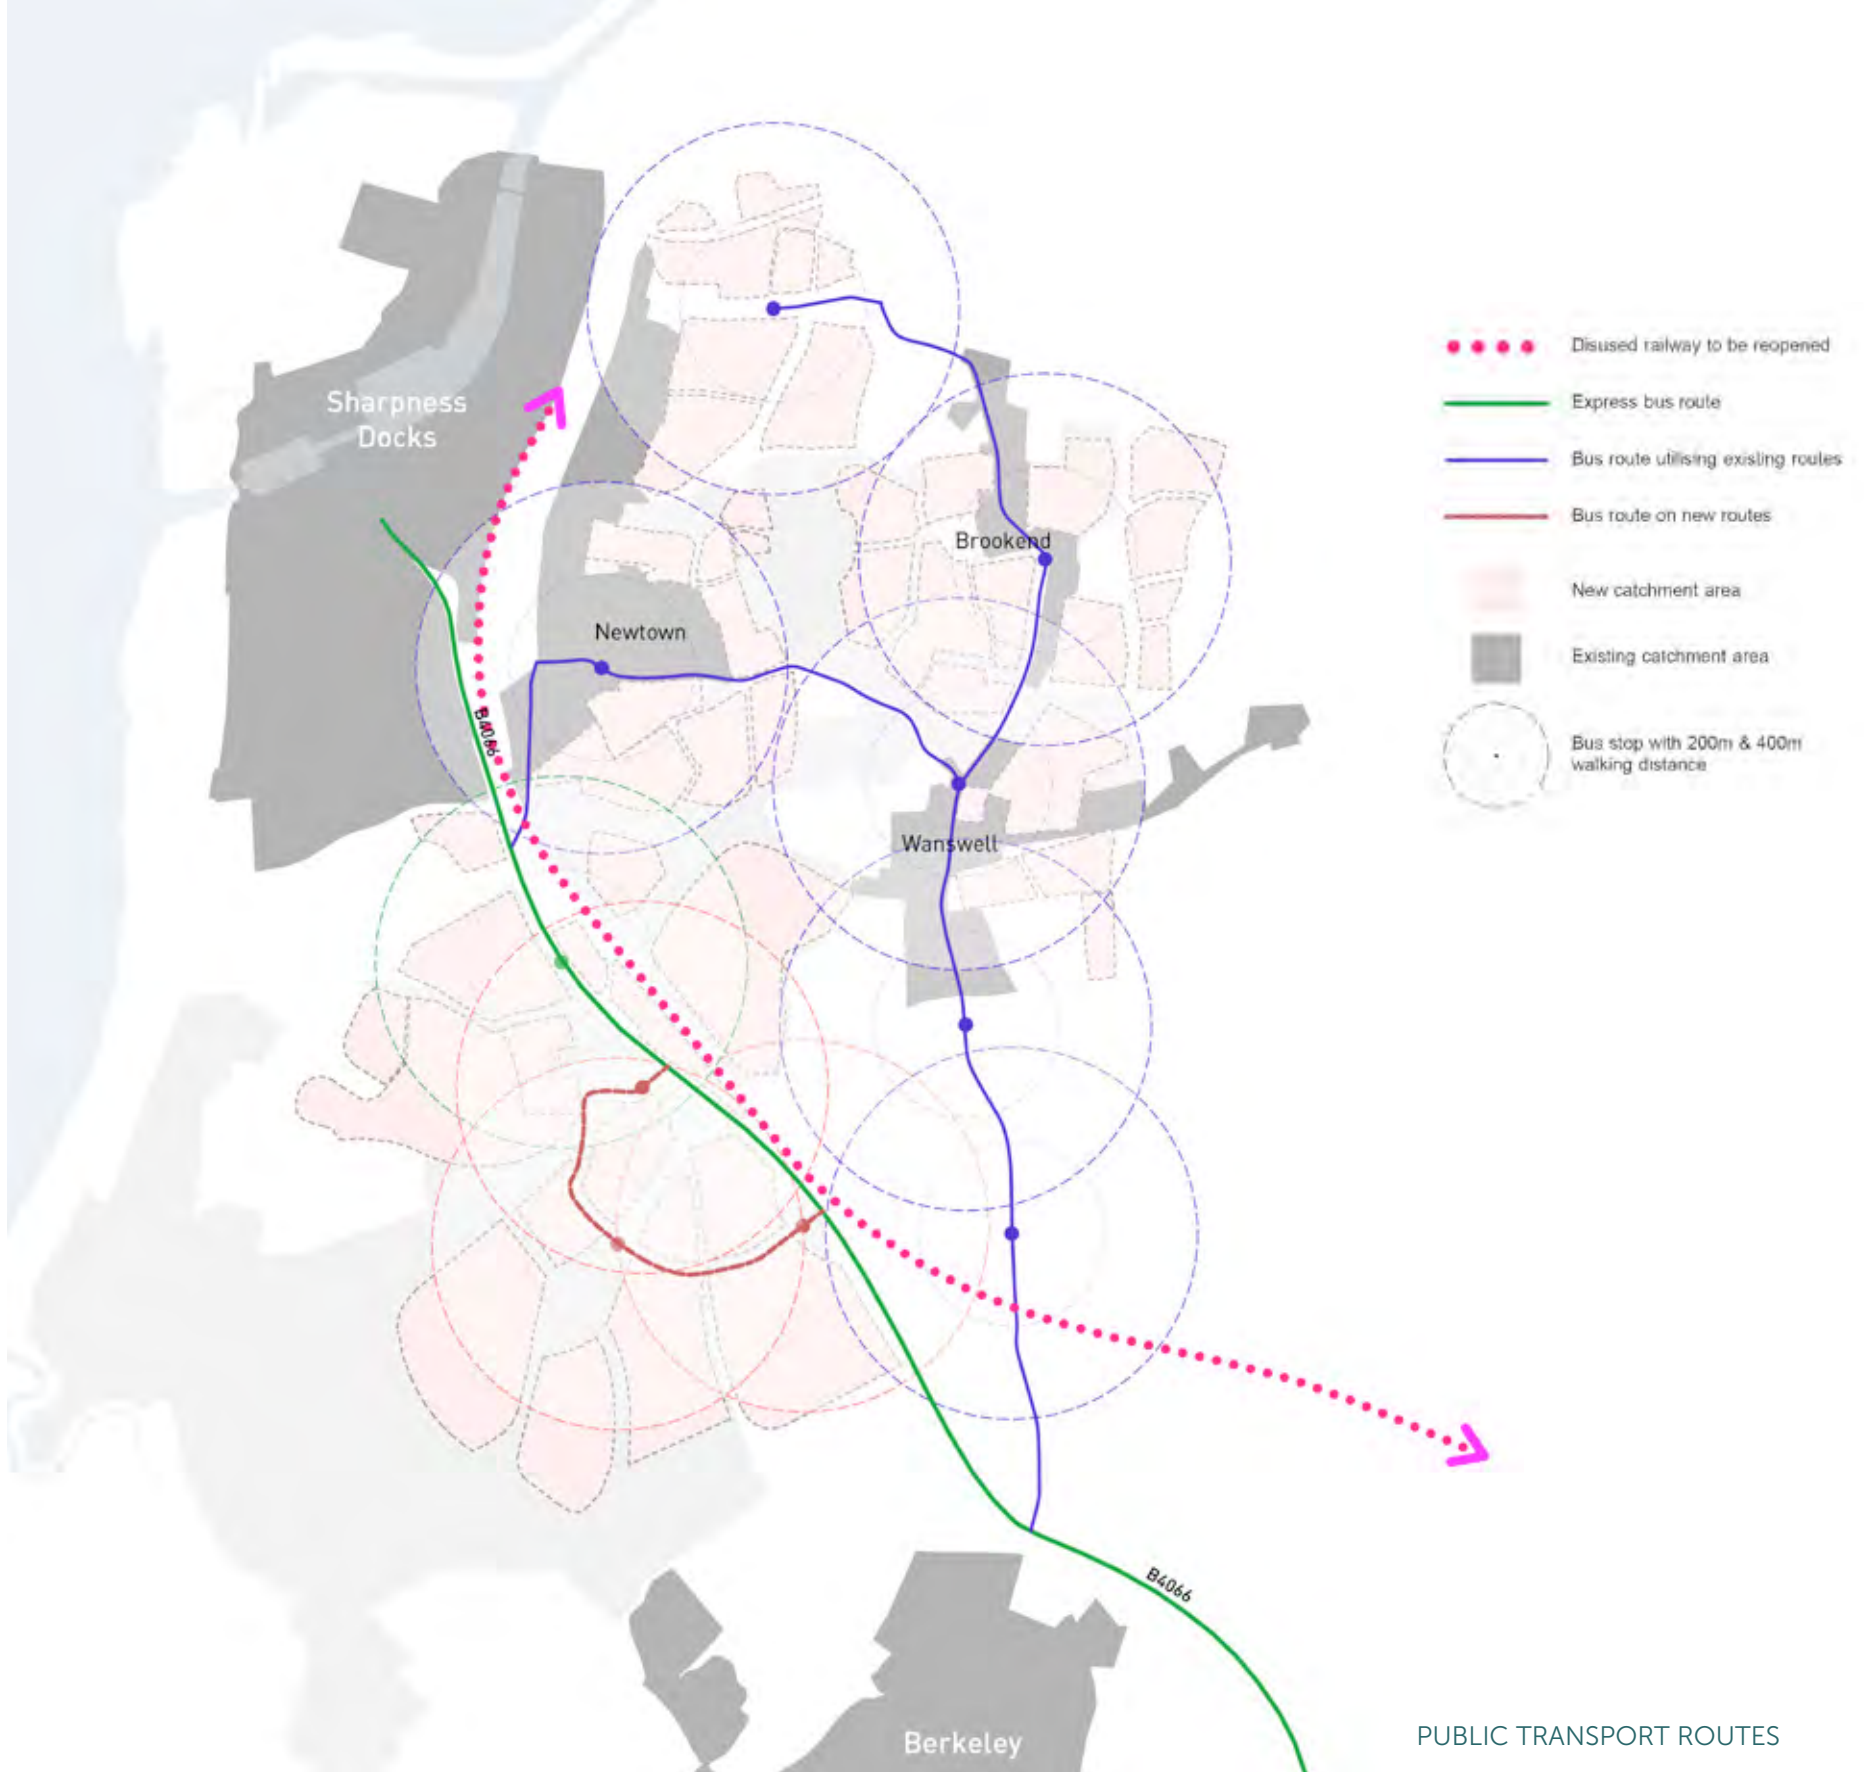 Sharpness
Docks
Brookend
Newtown
B4066
Wanswell
B4066
Berkeley
Disused railway to be reopened
Express bus route
Bus route utilising existing routes
Bus route on new routes
New catchment area
Existing catchment area
Bus stop with 200m & 400m
walking distance
PUBLIC TRANSPORT ROUTES